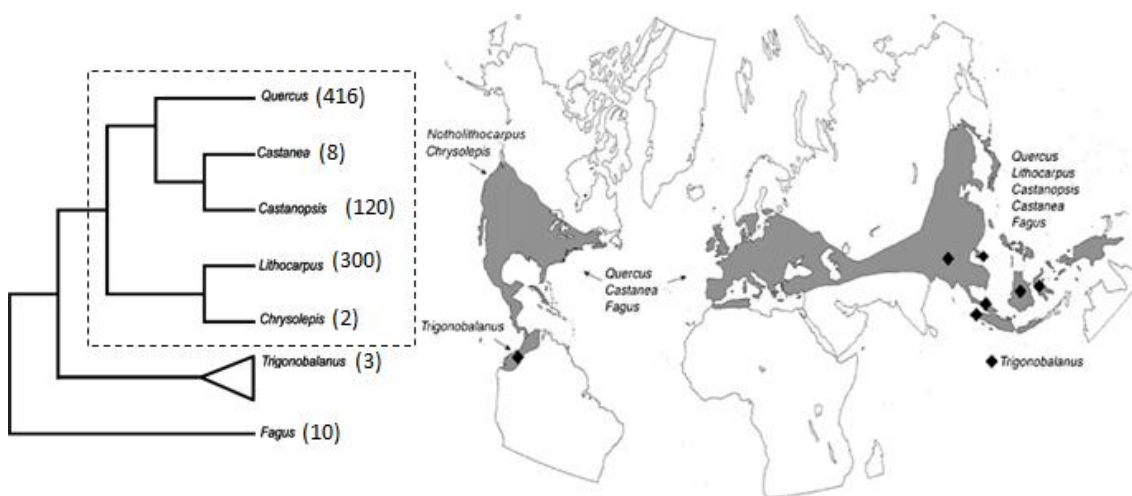 Quercus (416)
Castanea (8)
Castanopsis (120)
Lithocarpus (300)
Chrysolepis (2)
Trigonobalanus (3)
Fagus (10)
Notholithocarpus
Chrysolepis
Quercus
Castanea
Fagus
Trigonobalanus
Quercus
Lithocarpus
Castanopsis
Castanea
Fagus
Trigonobalanus